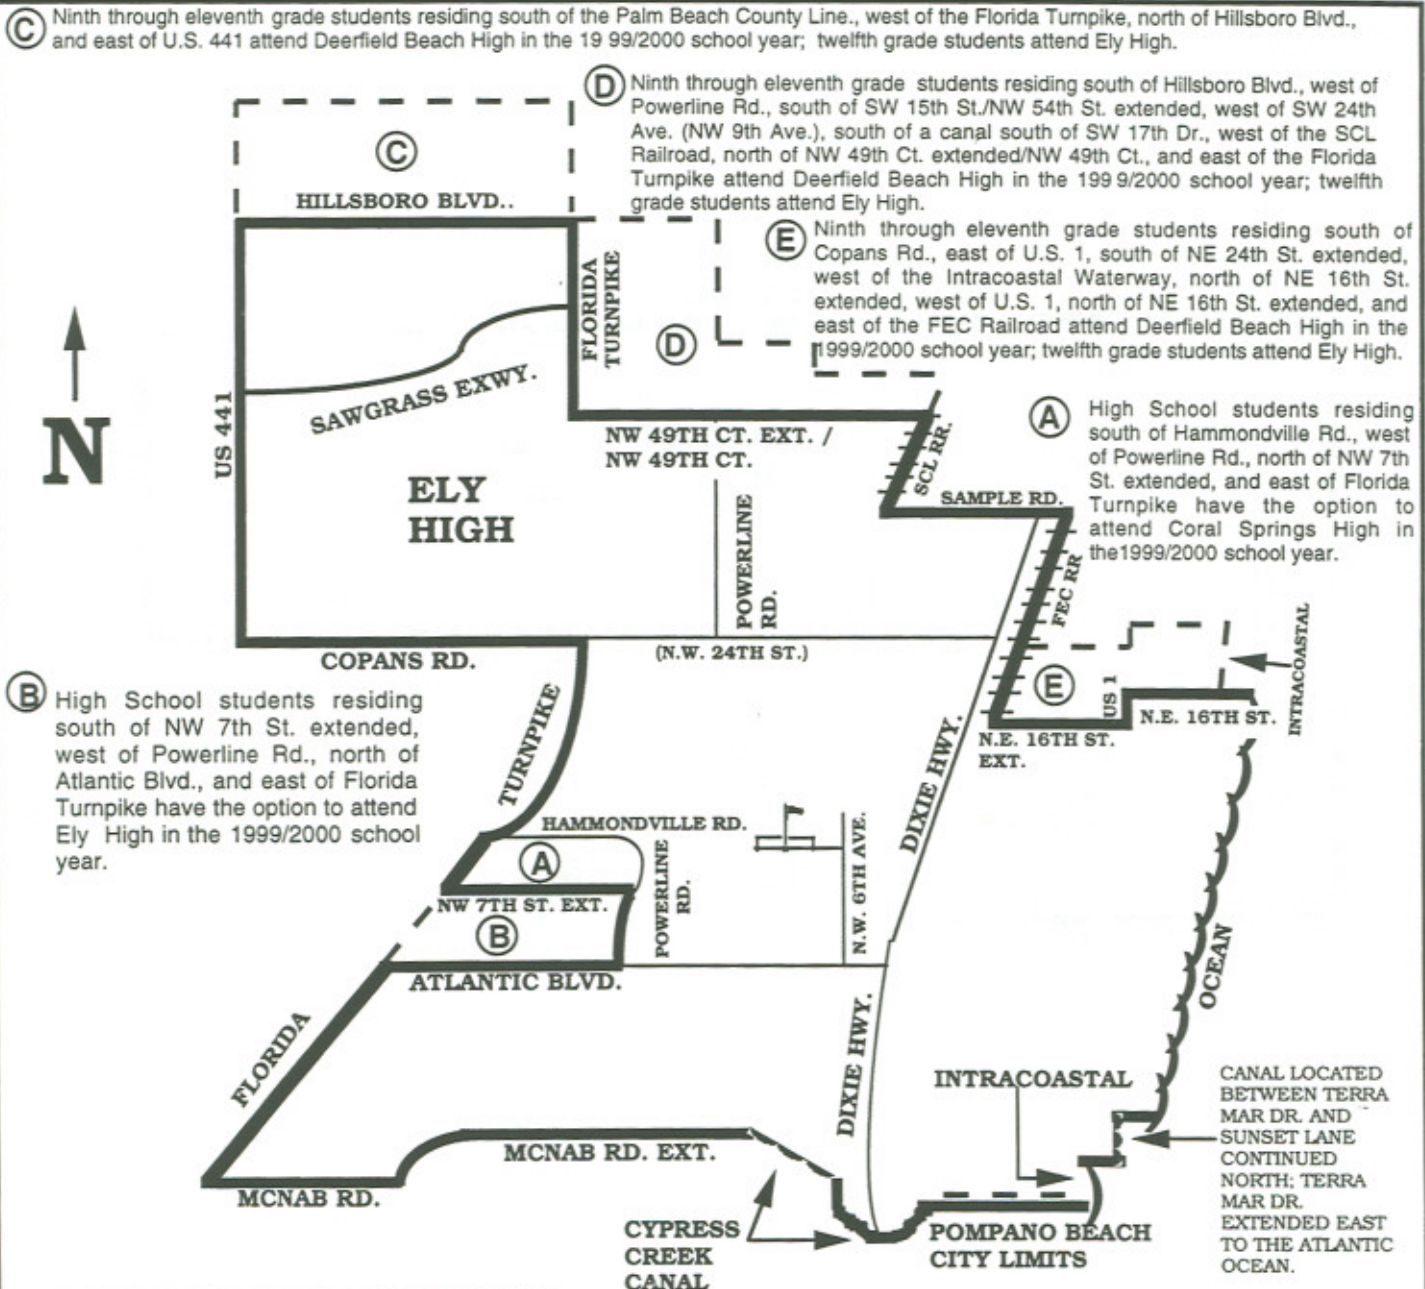 C Ninth through eleventh grade students residing south of the Palm Beach County Line., west of the Florida Turnpike, north of Hillsboro Blvd.,
and east of U.S. 441 attend Deerfield Beach High in the 19 99/2000 school year; twelfth grade students attend Ely High.
D Ninth through eleventh grade students residing south of Hillsboro Blvd., west of
Powerline Rd., south of SW 15th St./NW 54th St. extended, west of SW 24th
Ave. (NW 9th Ave.), south of a canal south of SW 17th Dr., west of the SCL
Railroad, north of NW 49th Ct. extended/NW 49th Ct., and east of the Florida
Turnpike attend Deerfield Beach High in the 199 9/2000 school year; twelfth
grade students attend Ely High.
C
HILLSBORO BLVD..
E Ninth through eleventh grade students residing south of
Copans Rd., east of U.S. 1, south of NE 24th St. extended,
west of the Intracoastal Waterway, north of NE 16th St.
extended, west of U.S. 1, north of NE 16th St. extended, and
east of the FEC Railroad attend Deerfield Beach High in the
1999/2000 school year; twelfth grade students attend Ely High.
FLORIDA
TURNPIKE
D
N
US 441
SAWGRASS EXWY.
A High School students residing
south of Hammondville Rd., west
of Powerline Rd., north of NW 7th
St. extended, and east of Florida
Turnpike have the option to
attend Coral Springs High in
the1999/2000 school year.
NW 49TH CT. EXT. /
NW 49TH CT.
SCL RR.
SAMPLE RD.
ELY
HIGH
POWERLINE
RD.
FEC RR
COPANS RD.
(N.W. 24TH ST.)
INTRACOASTAL
E
US 1
N.E. 16TH ST.
N.E. 16TH ST.
EXT.
B High School students residing
south of NW 7th St. extended,
west of Powerline Rd., north of
Atlantic Blvd., and east of Florida
Turnpike have the option to attend
Ely High in the 1999/2000 school
year.
TURNPIKE
DIXIE HWY.
HAMMONDVILLE RD.
A
POWERLINE
RD.
N.W. 6TH AVE.
NW 7TH ST. EXT.
B
ATLANTIC BLVD.
OCEAN
FLORIDA
DIXIE HWY.
INTRACOASTAL
CANAL LOCATED
BETWEEN TERRA
MAR DR. AND
SUNSET LANE
CONTINUED
NORTH; TERRA
MAR DR.
EXTENDED EAST
TO THE ATLANTIC
OCEAN.
MCNAB RD. EXT.
MCNAB RD.
CYPRESS
CREEK
CANAL
POMPANO BEACH
CITY LIMITS